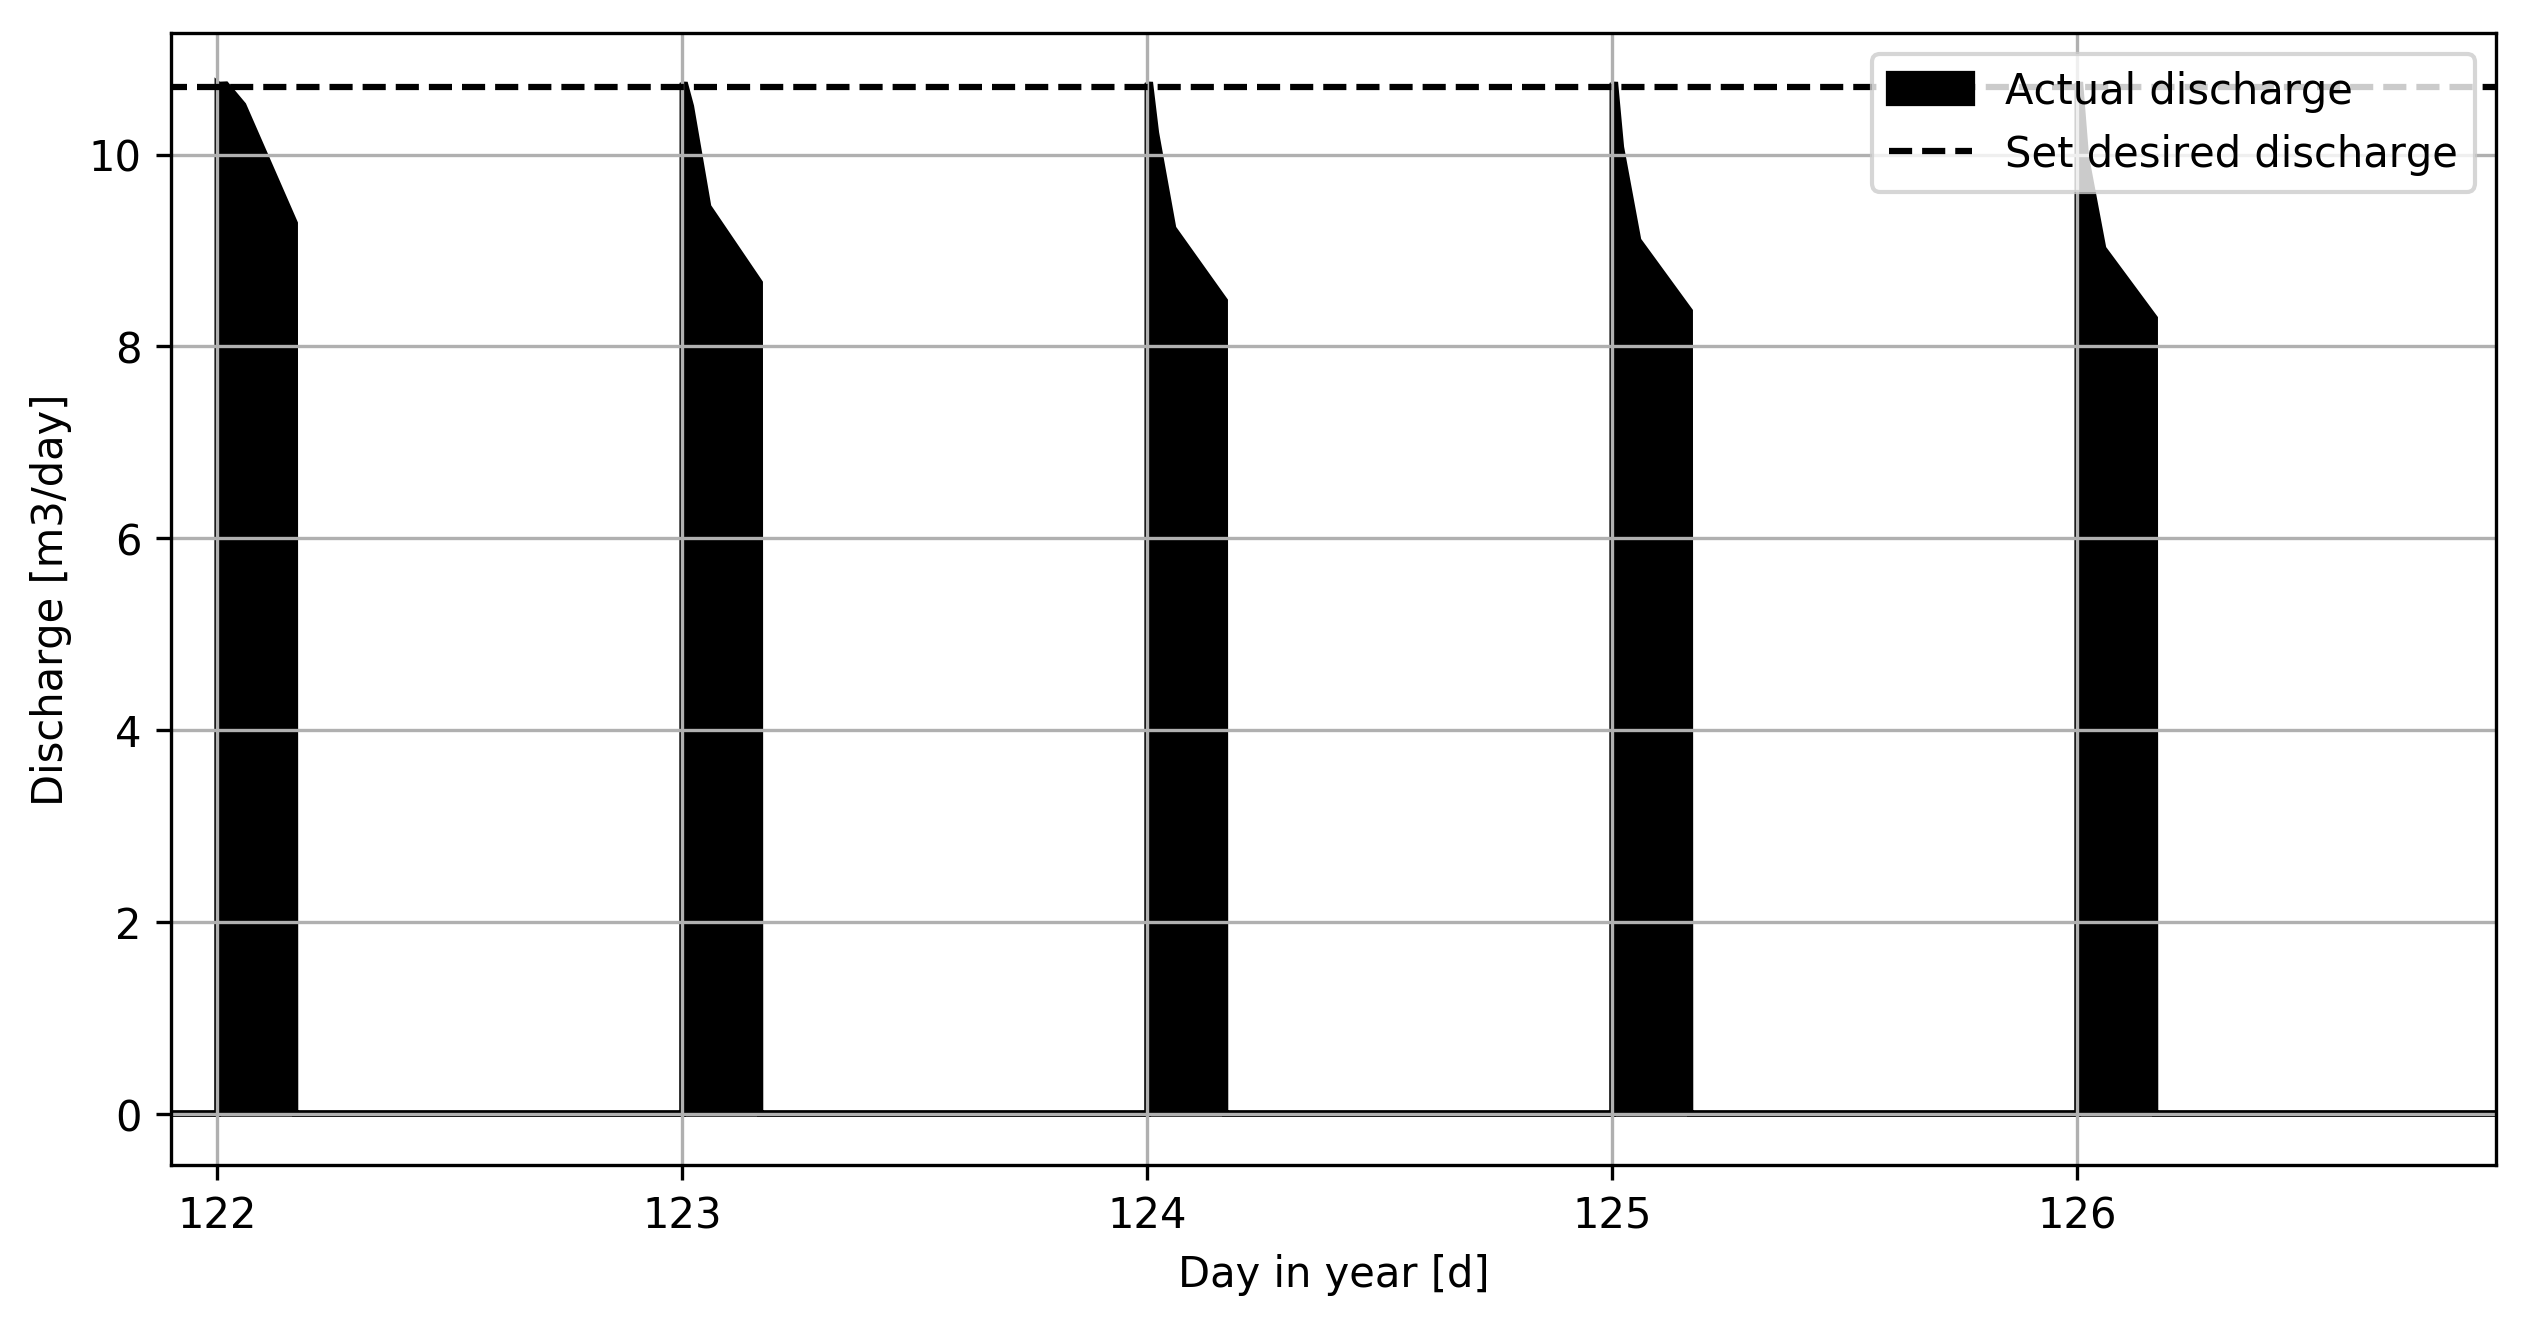 Actual discharge
Set desired discharge
Discharge [m3/day]
10
8
6
4
2
0
122 123 124 125 126
Day in year [d]